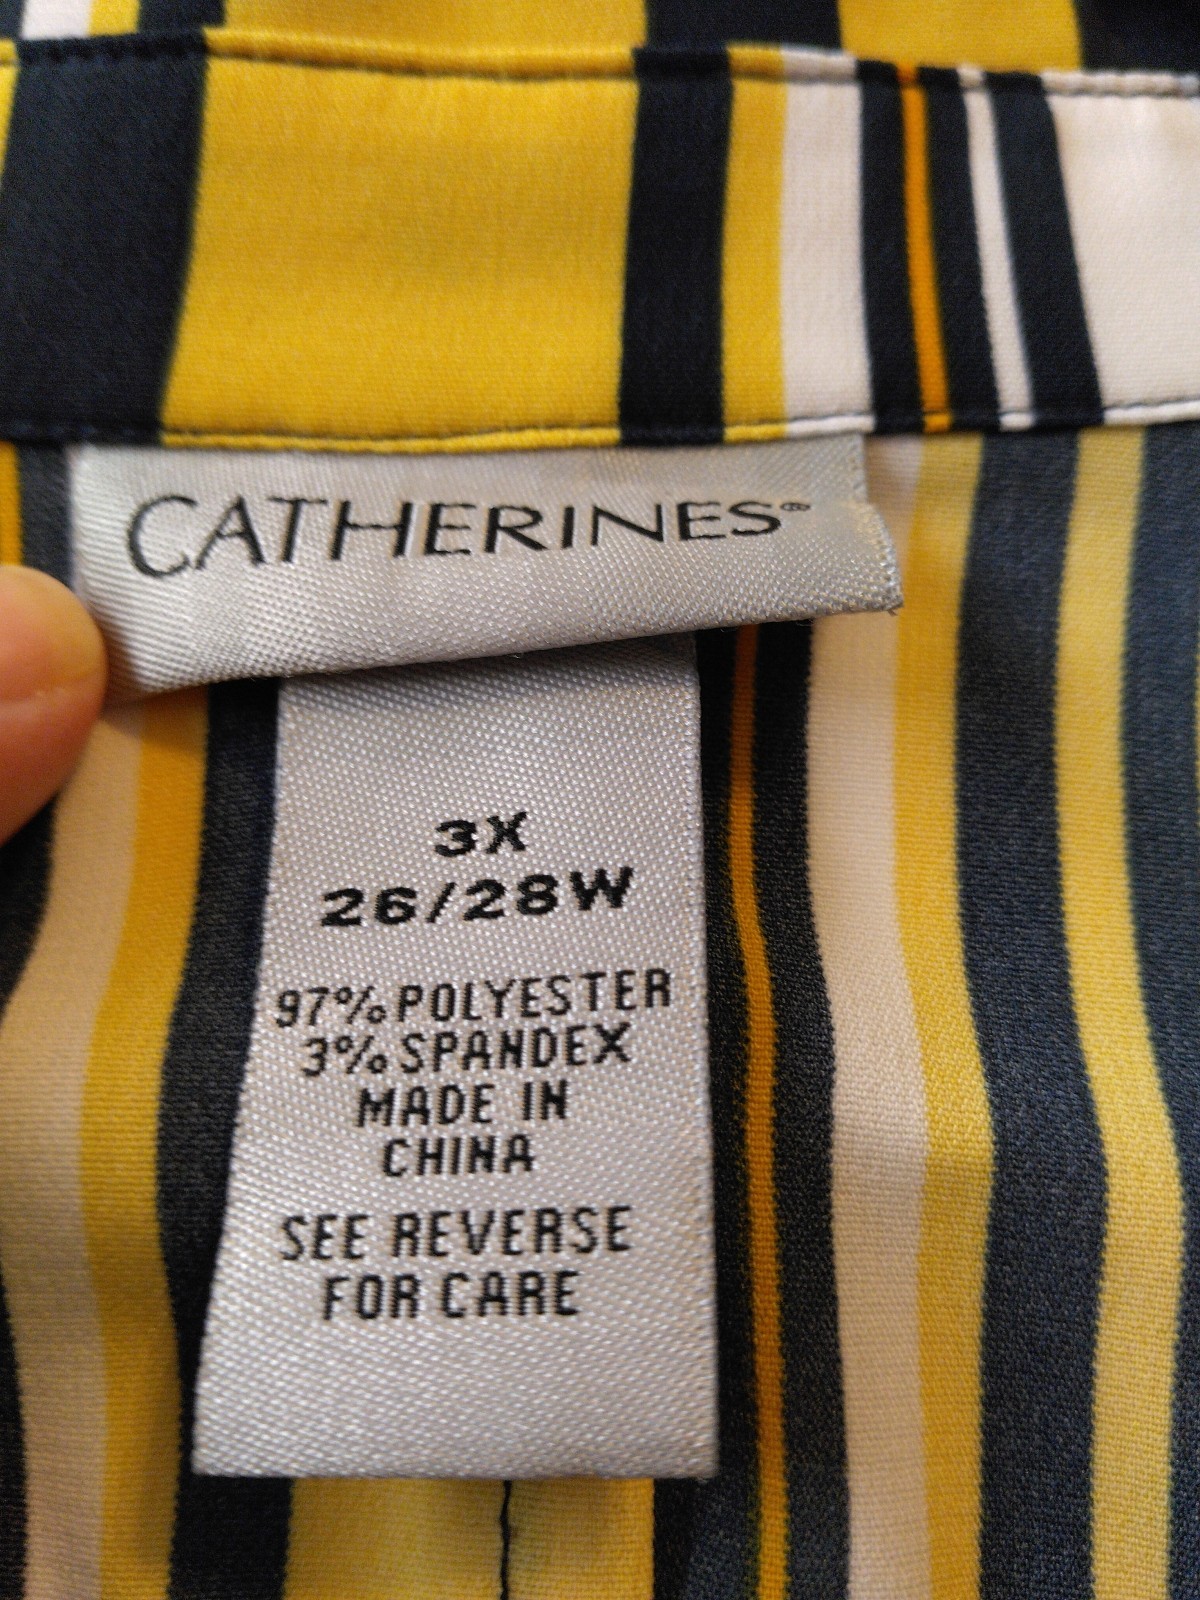 CATHERINES®
3X
26/28W
97% POLYESTER
3% SPANDEX
MADE IN
CHINA
SEE REVERSE
FOR CARE